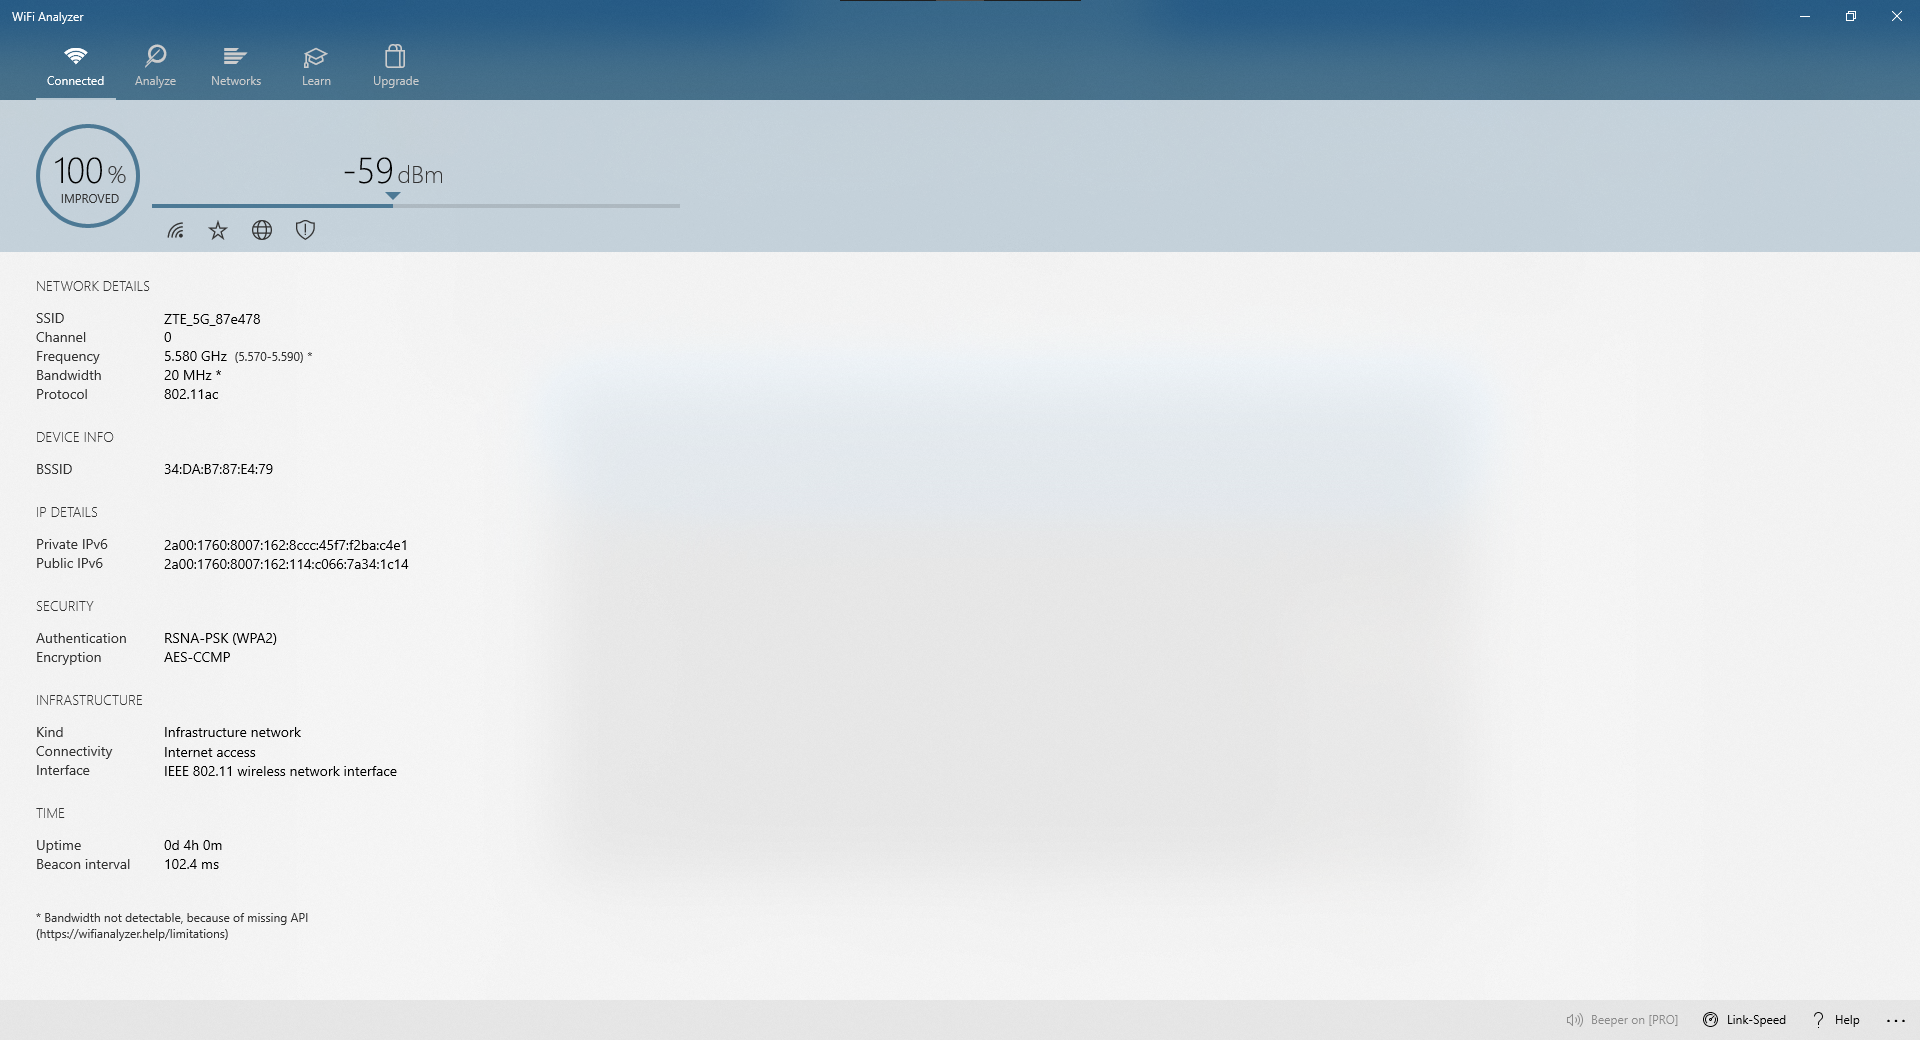 WiFi Analyzer
Connected Analyze Networks Learn Upgrade
100 %
IMPROVED
-59 dBm
NETWORK DETAILS
SSID ZTE_5G_87e478
Channel 0
Frequency 5.580 GHz (5.570-5.590) *
Bandwidth 20 MHz *
Protocol 802.11ac
DEVICE INFO
BSSID 34:DA:B7:87:E4:79
IP DETAILS
Private IPv6 2a00:1760:8007:162:8ccc:45f7:f2ba:c4e1
Public IPv6 2a00:1760:8007:162:114:c066:7a34:1c14
SECURITY
Authentication RSNA-PSK (WPA2)
Encryption AES-CCMP
INFRASTRUCTURE
Kind Infrastructure network
Connectivity Internet access
Interface IEEE 802.11 wireless network interface
TIME
Uptime 0d 4h 0m
Beacon interval 102.4 ms
* Bandwidth not detectable, because of missing API
(https://wifianalyzer.help/limitations)
Beeper on [PRO] Link-Speed Help